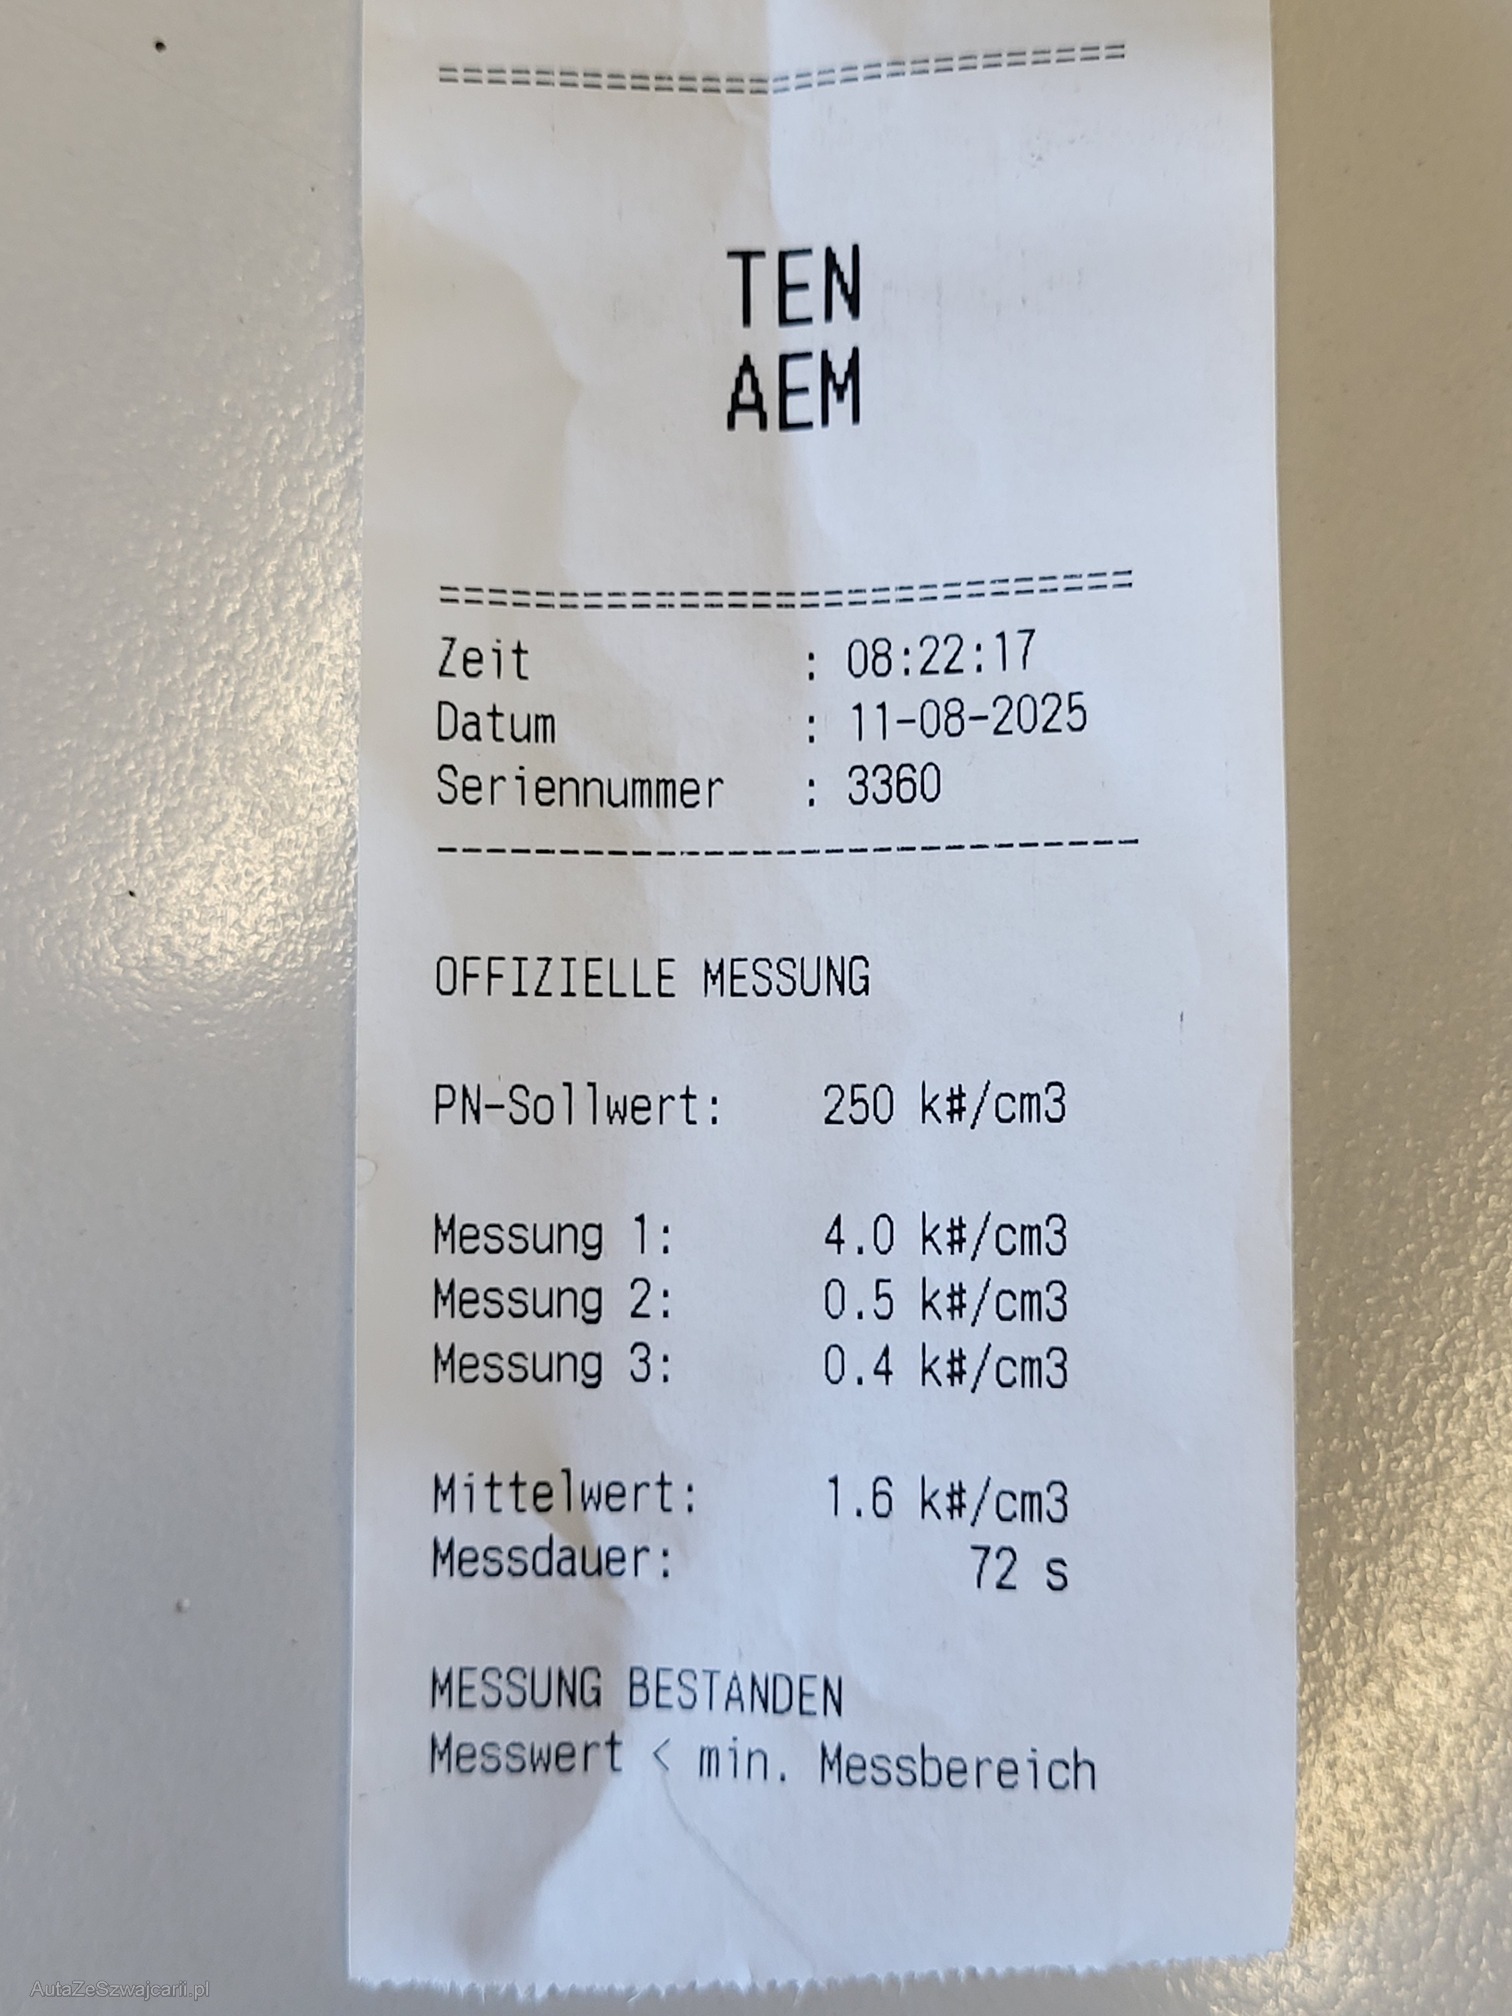 ============================
TEN
AEM
============================
Zeit : 08:22:17
Datum : 11-08-2025
Seriennummer : 3360
-----------------------------
OFFIZIELLE MESSUNG
PN-Sollwert: 250 k#/cm3
Messung 1: 4.0 k#/cm3
Messung 2: 0.5 k#/cm3
Messung 3: 0.4 k#/cm3
Mittelwert: 1.6 k#/cm3
Messdauer: 72 s
MESSUNG BESTANDEN
Messwert < min. Messbereich
AutaZeSzwajcarii.pl